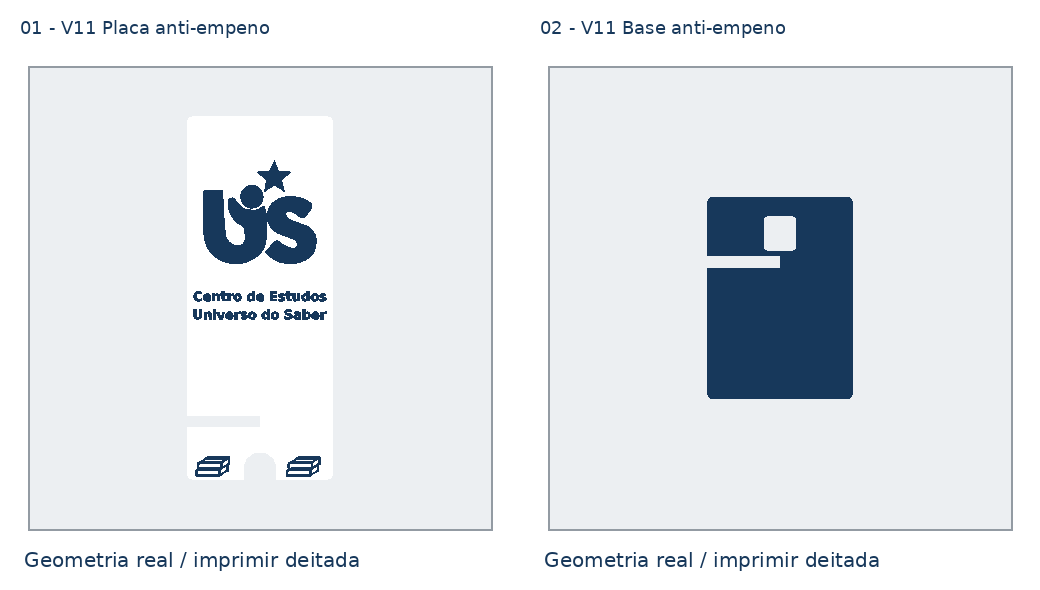 01 - V11 Placa anti-empeno
02 - V11 Base anti-empeno
US
Centro de Estudos
Universo do Saber
Geometria real / imprimir deitada
Geometria real / imprimir deitada